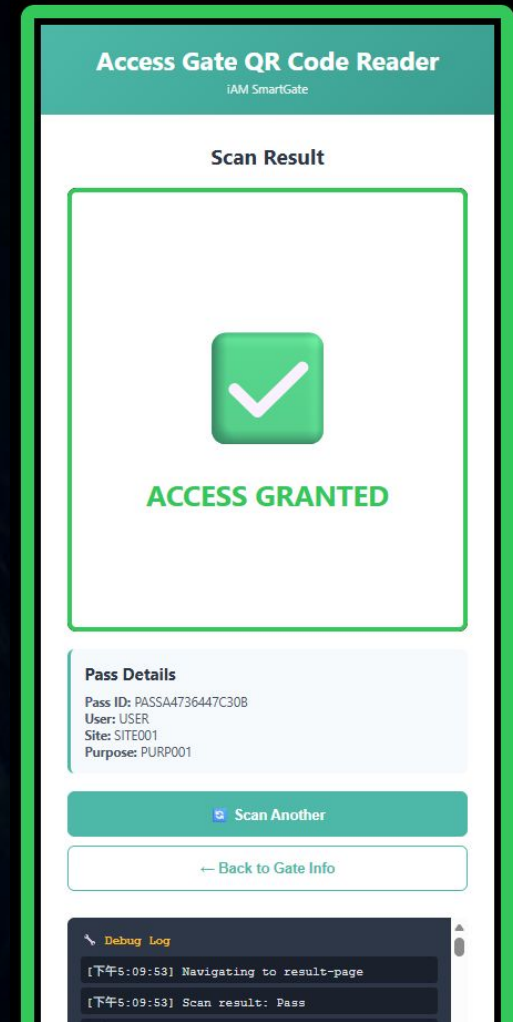 Access Gate QR Code Reader
iAM SmartGate
Scan Result
ACCESS GRANTED
Pass Details
Pass ID: PASSA4736447C30B
User: USER
Site: SITE001
Purpose: PURP001
Scan Another
← Back to Gate Info
Debug Log
[下午5:09:53] Navigating to result-page
[下午5:09:53] Scan result: Pass